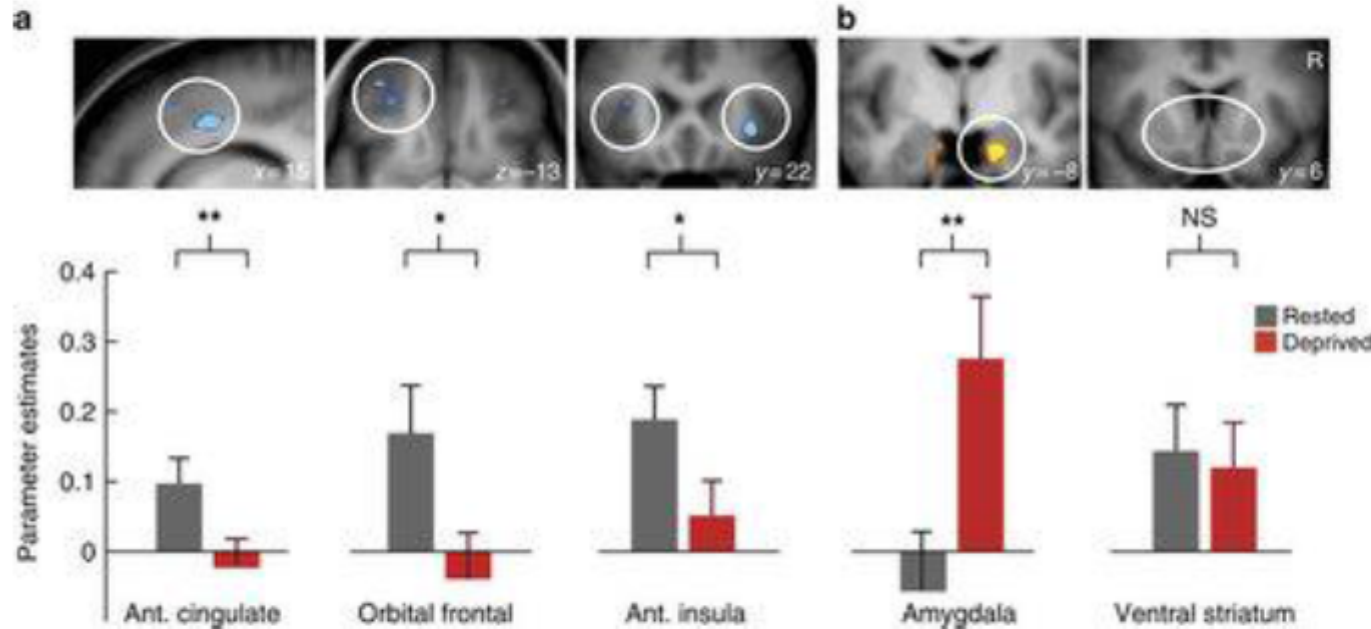 a
b
x=15
z=−13
y=22
y=−8
R
y=6
**
*
*
**
NS
Parameter estimates
0.4
0.3
0.2
0.1
0
Rested
Deprived
Ant. cingulate
Orbital frontal
Ant. insula
Amygdala
Ventral striatum